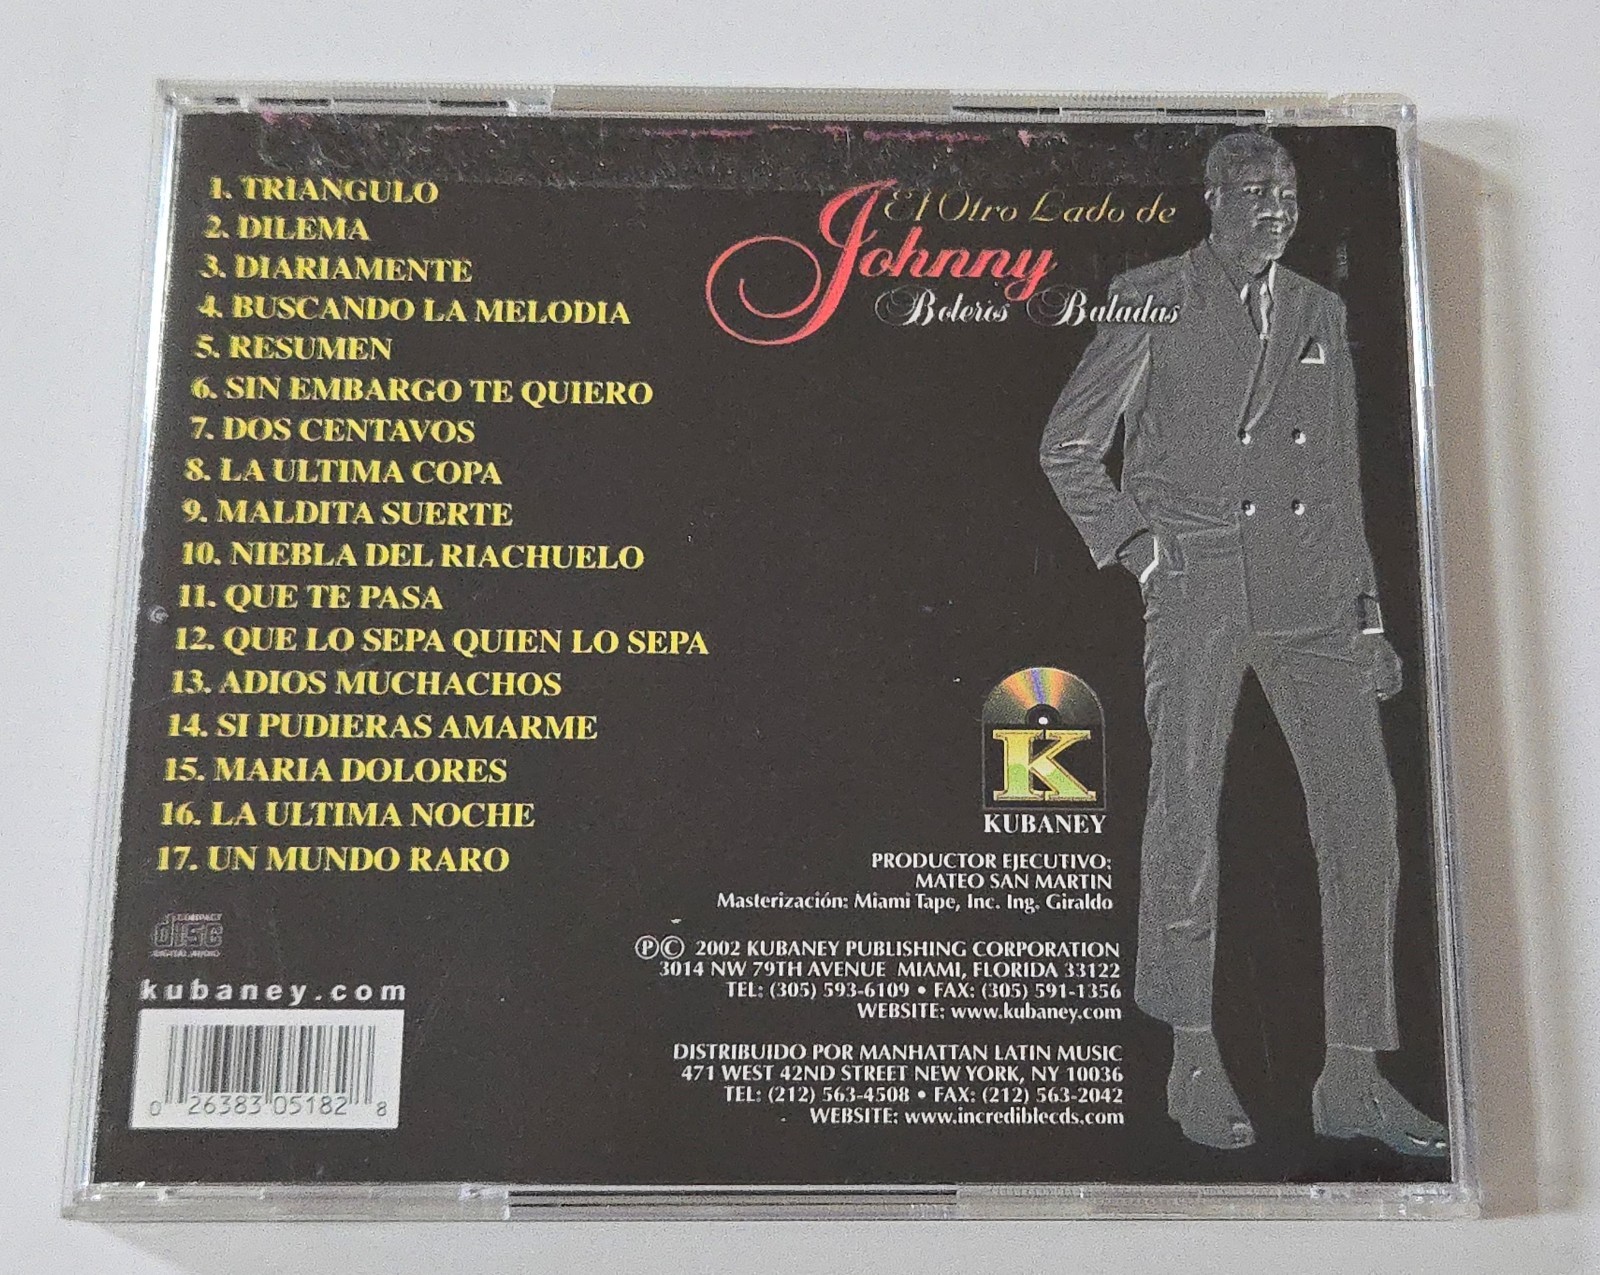 1. TRIANGULO
2. DILEMA
3. DIARIAMENTE
4. BUSCANDO LA MELODIA
5. RESUMEN
6. SIN EMBARGO TE QUIERO
7. DOS CENTAVOS
8. LA ULTIMA COPA
9. MALDITA SUERTE
10. NIEBLA DEL RIACHUELO
11. QUE TE PASA
12. QUE LO SEPA QUIEN LO SEPA
13. ADIOS MUCHACHOS
14. SI PUDIERAS AMARME
15. MARIA DOLORES
16. LA ULTIMA NOCHE
17. UN MUNDO RARO
COMPACT
disc
DIGITAL AUDIO
kubaney.com
0 26383 05182 8
El Otro Lado de
Johnny
Boleros Baladas
K
KUBANEY
PRODUCTOR EJECUTIVO:
MATEO SAN MARTIN
Masterización: Miami Tape, Inc. Ing. Giraldo
℗© 2002 KUBANEY PUBLISHING CORPORATION
3014 NW 79TH AVENUE MIAMI, FLORIDA 33122
TEL: (305) 593-6109 • FAX: (305) 591-1356
WEBSITE: www.kubaney.com
DISTRIBUIDO POR MANHATTAN LATIN MUSIC
471 WEST 42ND STREET NEW YORK, NY 10036
TEL: (212) 563-4508 • FAX: (212) 563-2042
WEBSITE: www.incrediblecds.com